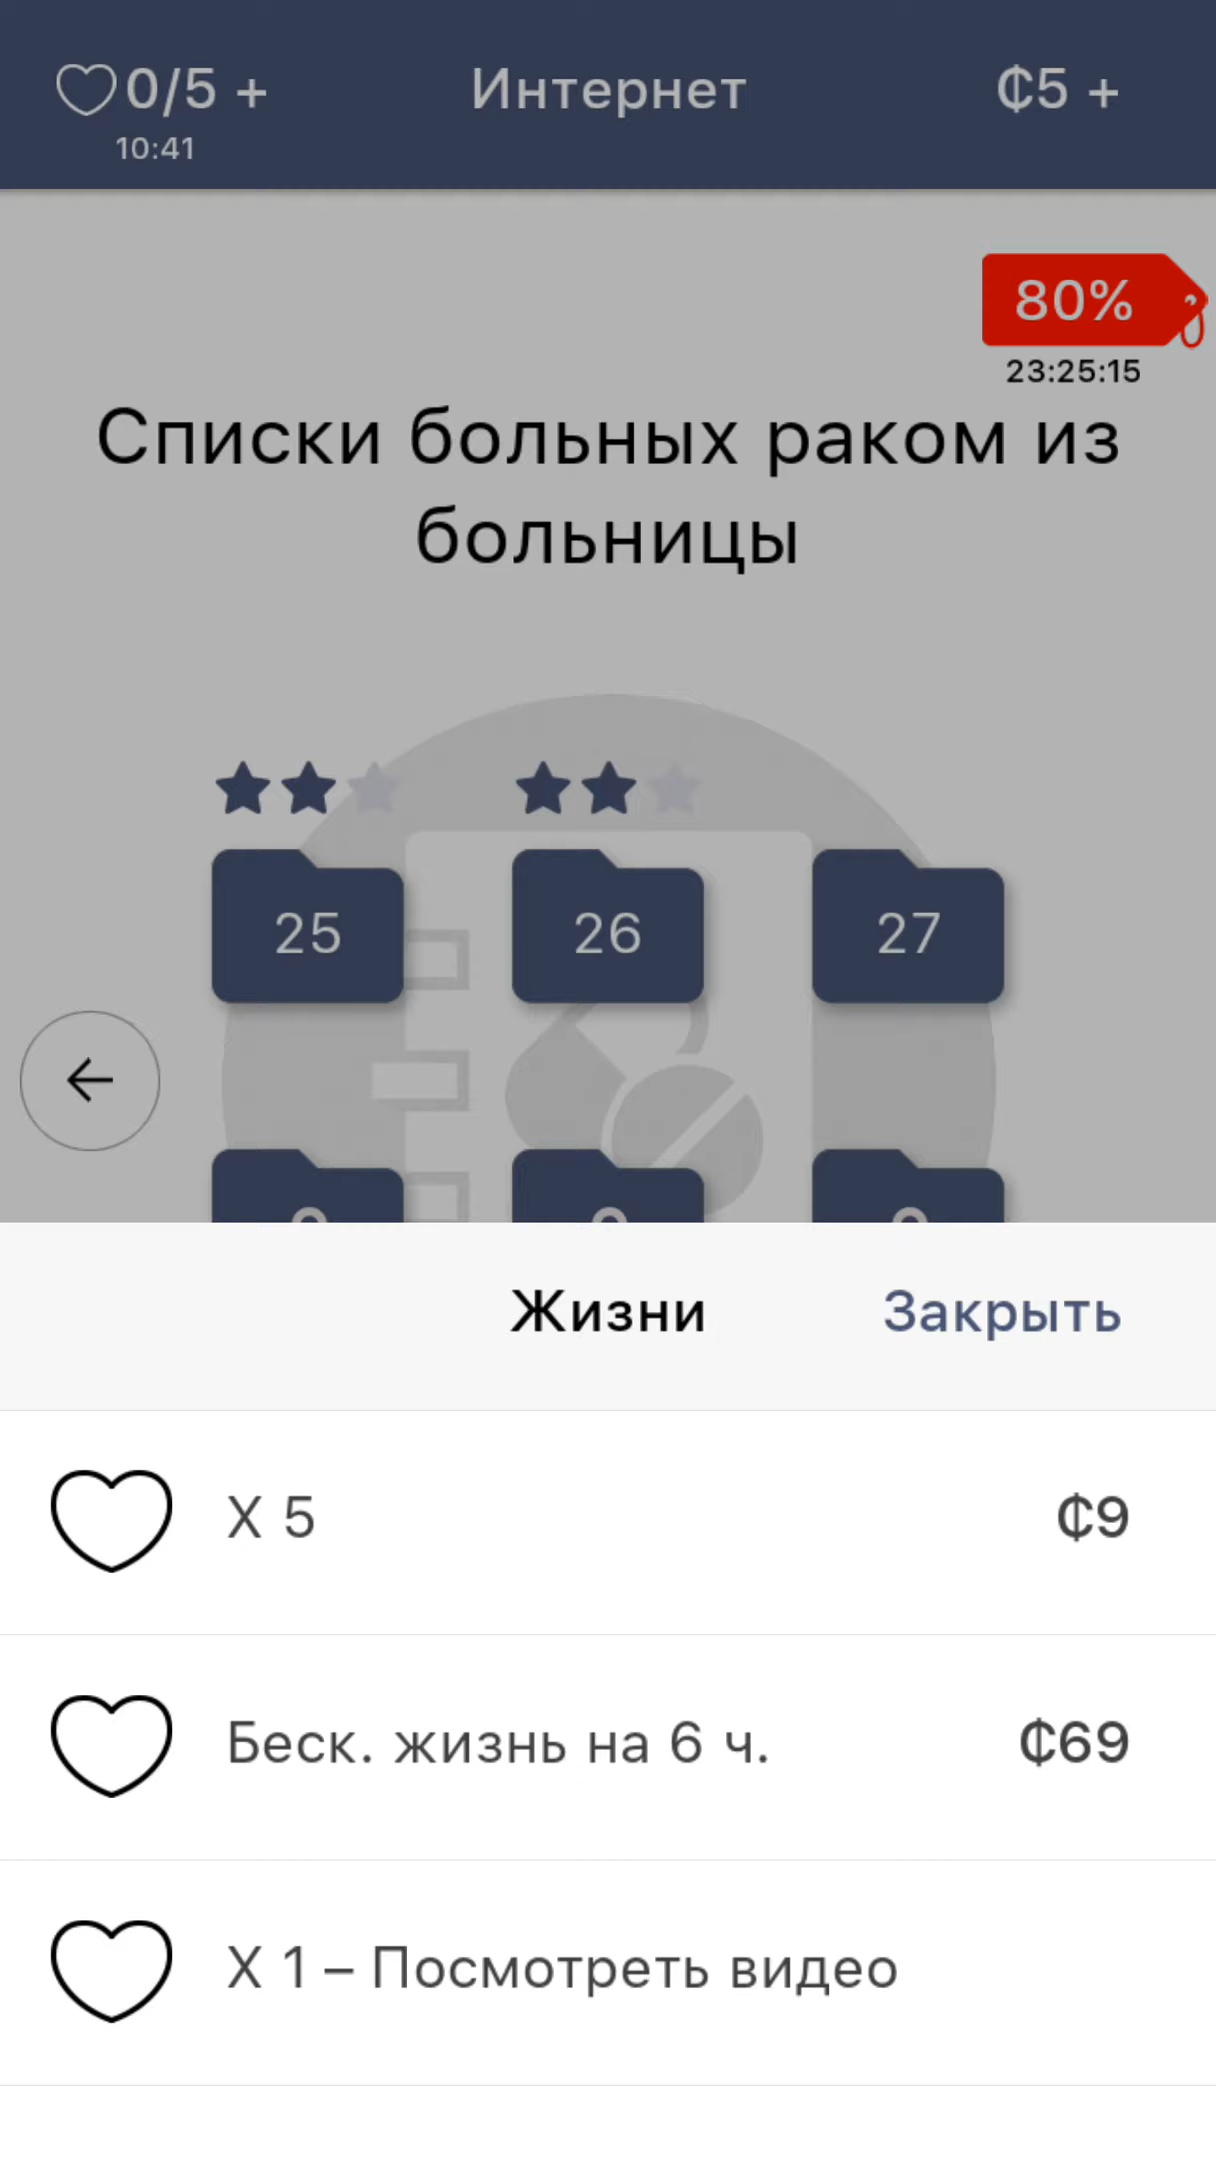 0/5 +
Интернет
₵5 +
10:41
80%
23:25:15
Списки больных раком из
больницы
25
26
27
Жизни
Закрыть
X 5
₵9
Беск. жизнь на 6 ч.
₵69
X 1 – Посмотреть видео